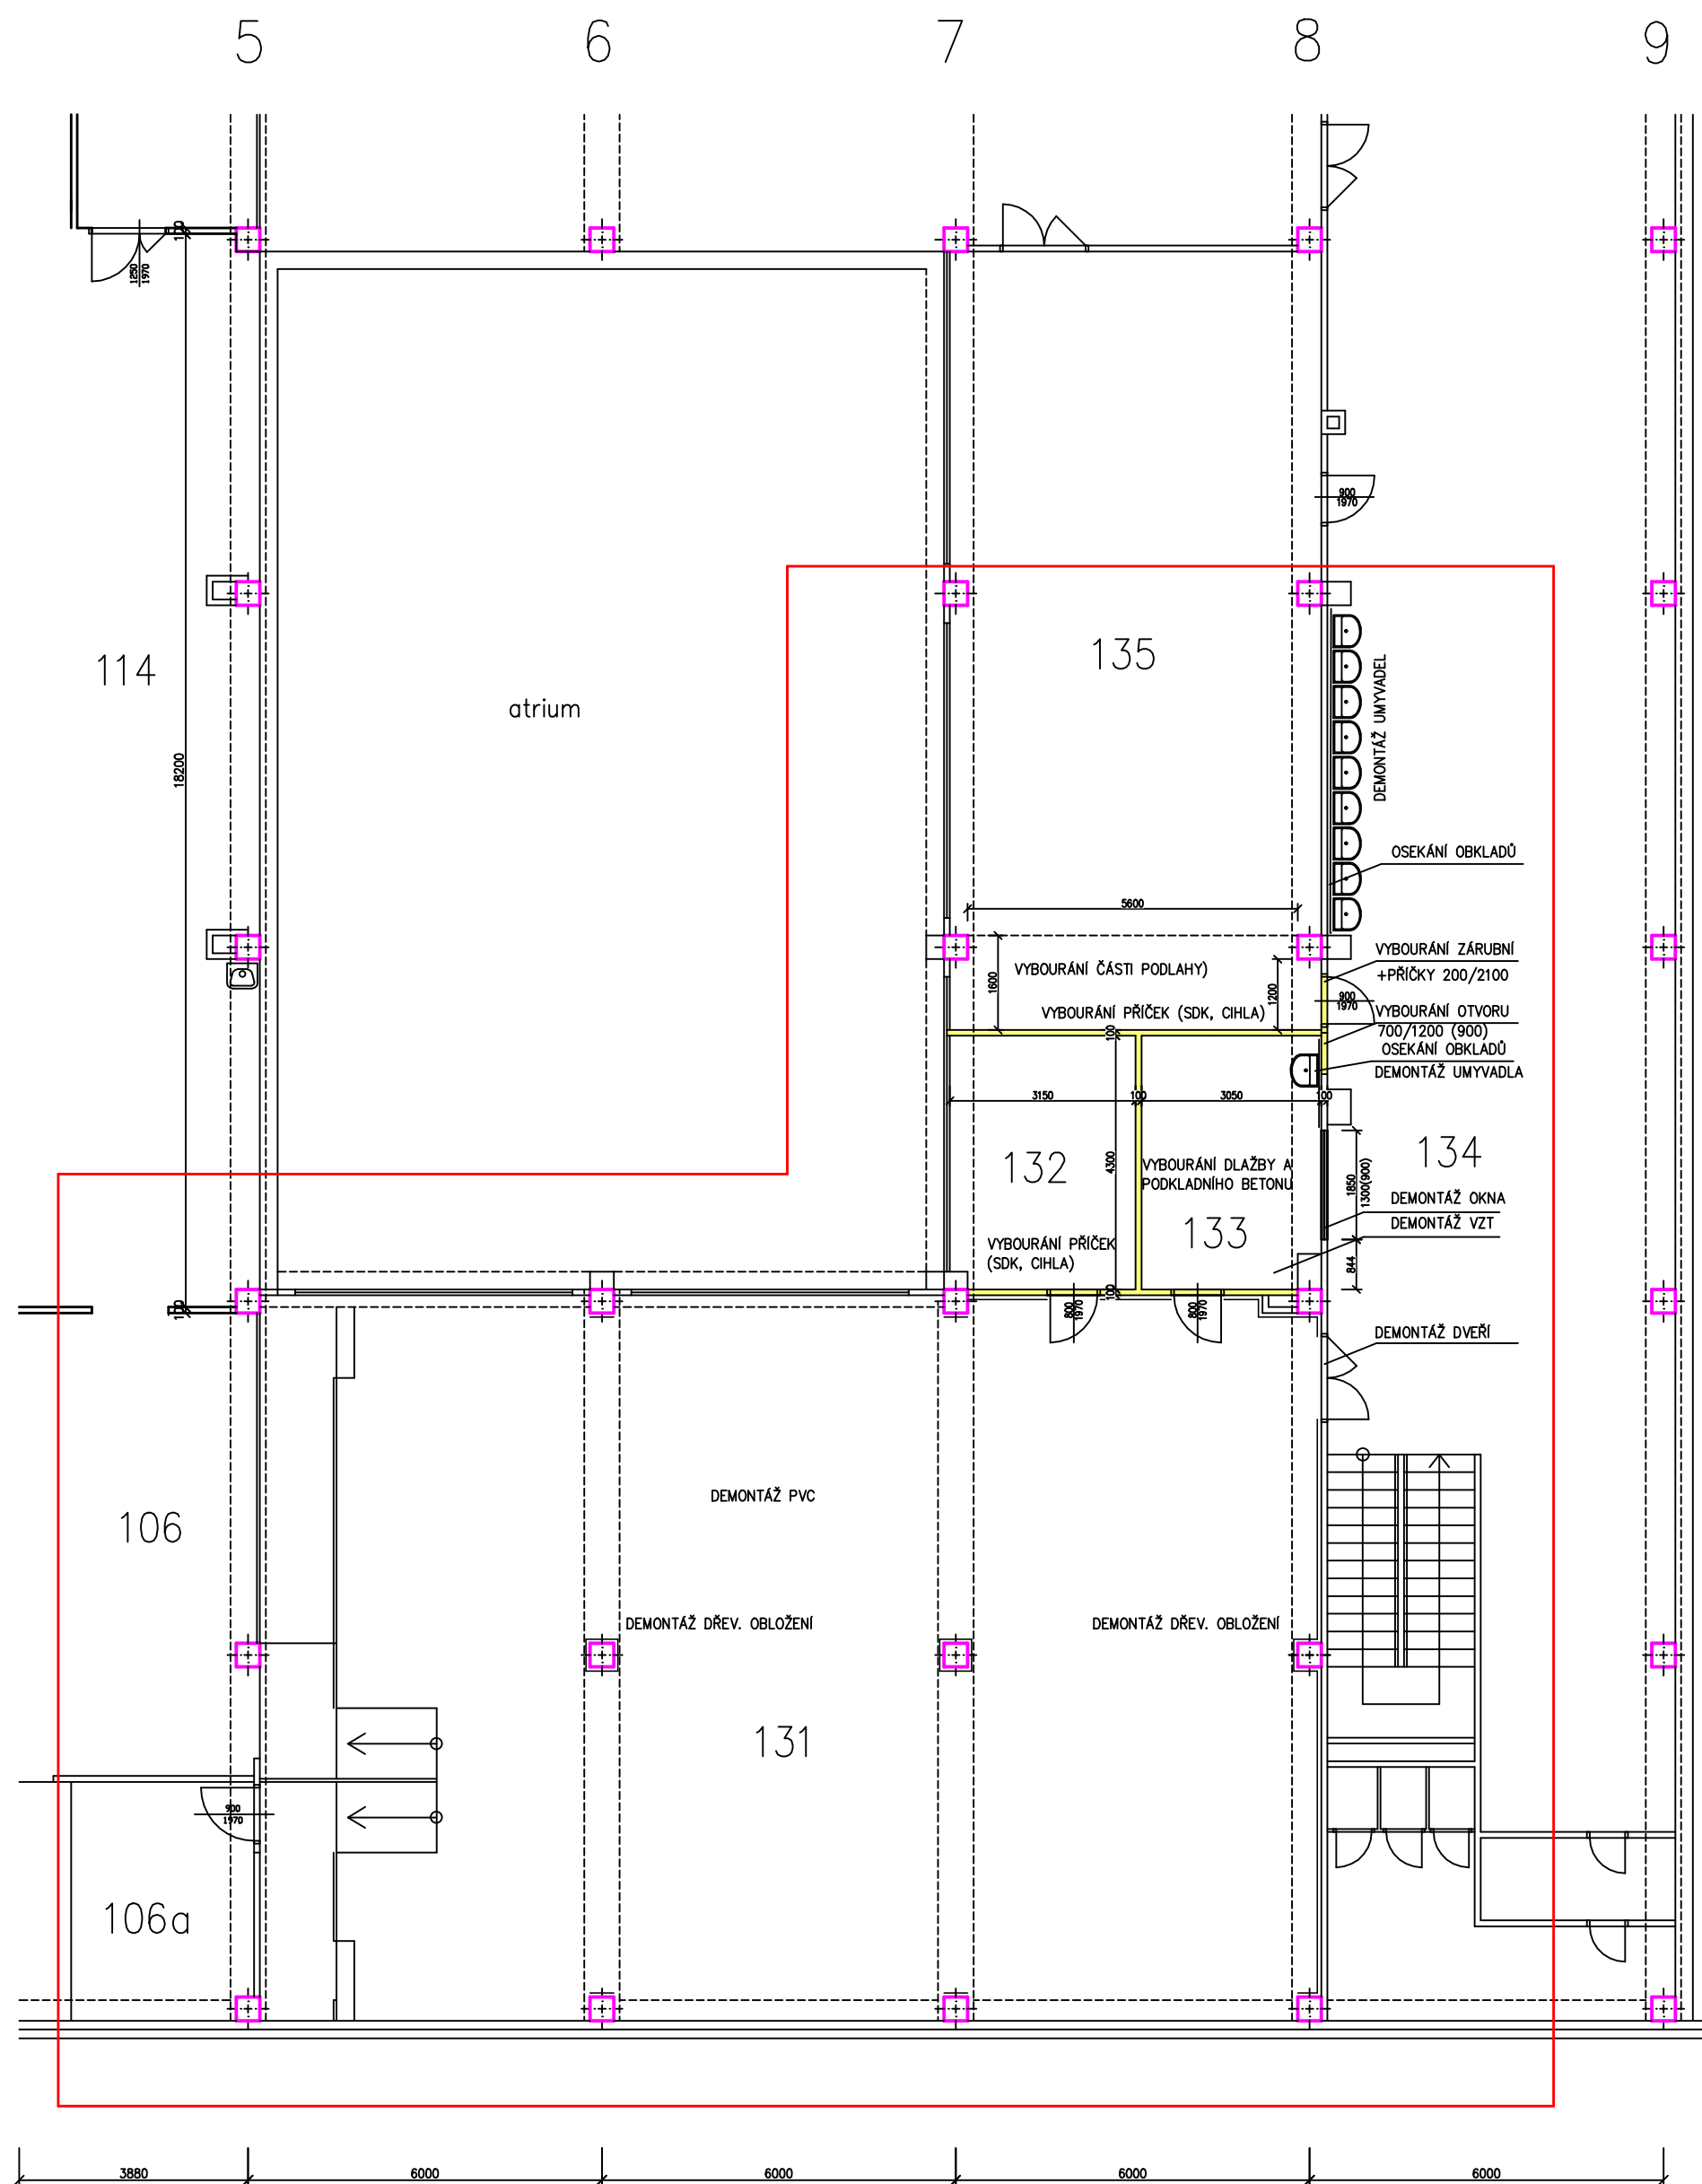 5 6 7 8 9
100
1250
1970
900
1970
114
135
atrium
DEMONTÁŽ UMYVADEL
18200
OSEKÁNÍ OBKLADŮ
5600
VYBOURÁNÍ ZÁRUBNÍ
+PŘÍČKY 200/2100
VYBOURÁNÍ ČÁSTI PODLAHY)
1600
1200
900
1970
VYBOURÁNÍ PŘÍČEK (SDK, CIHLA)
VYBOURÁNÍ OTVORU
700/1200 (900)
100
OSEKÁNÍ OBKLADŮ
DEMONTÁŽ UMYVADLA
3150
100
3050
100
132
4300
VYBOURÁNÍ DLAŽBY A
PODKLADNÍHO BETONU
134
1850
1300(900)
DEMONTÁŽ OKNA
133
DEMONTÁŽ VZT
VYBOURÁNÍ PŘÍČEK
(SDK, CIHLA)
844
100
100
800
1970
800
1970
DEMONTÁŽ DVEŘÍ
DEMONTÁŽ PVC
106
DEMONTÁŽ DŘEV. OBLOŽENÍ
DEMONTÁŽ DŘEV. OBLOŽENÍ
131
900
1970
106a
3880 6000 6000 6000 6000